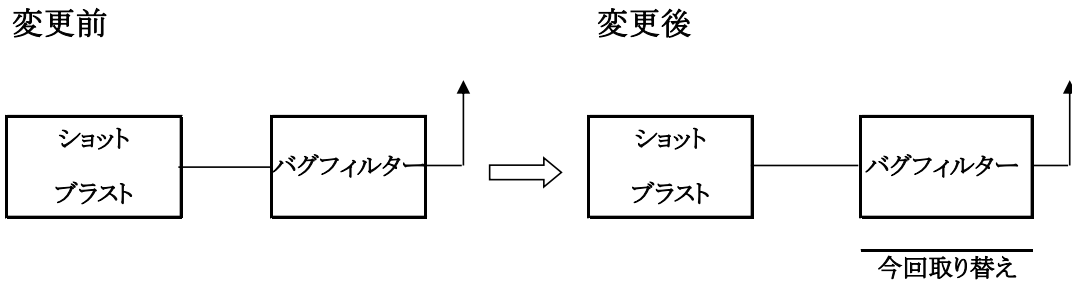 変更前
変更後
ショット
ブラスト
バグフィルター
ショット
ブラスト
バグフィルター
今回取り替え